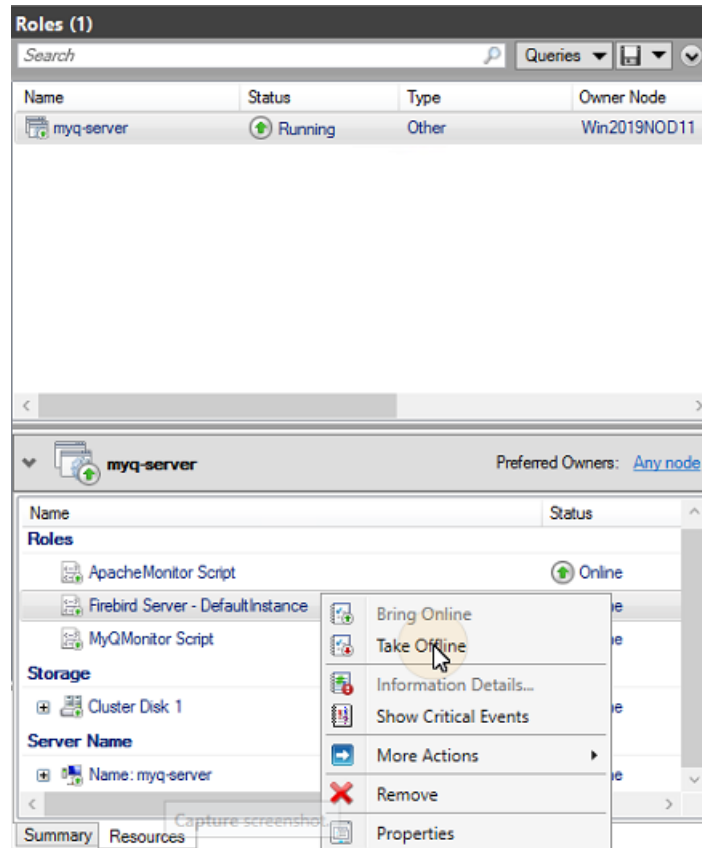 Roles (1)
Search
Queries
Name Status Type Owner Node
myq-server Running Other Win2019NOD11
myq-server Preferred Owners: Any node
Name Status
Roles
ApacheMonitor Script Online
Firebird Server - DefaultInstance
MyQMonitor Script
Storage
Cluster Disk 1
Server Name
Name: myq-server
Bring Online
Take Offline
Information Details...
Show Critical Events
More Actions
Remove
Properties
Capture screenshot
Summary Resources